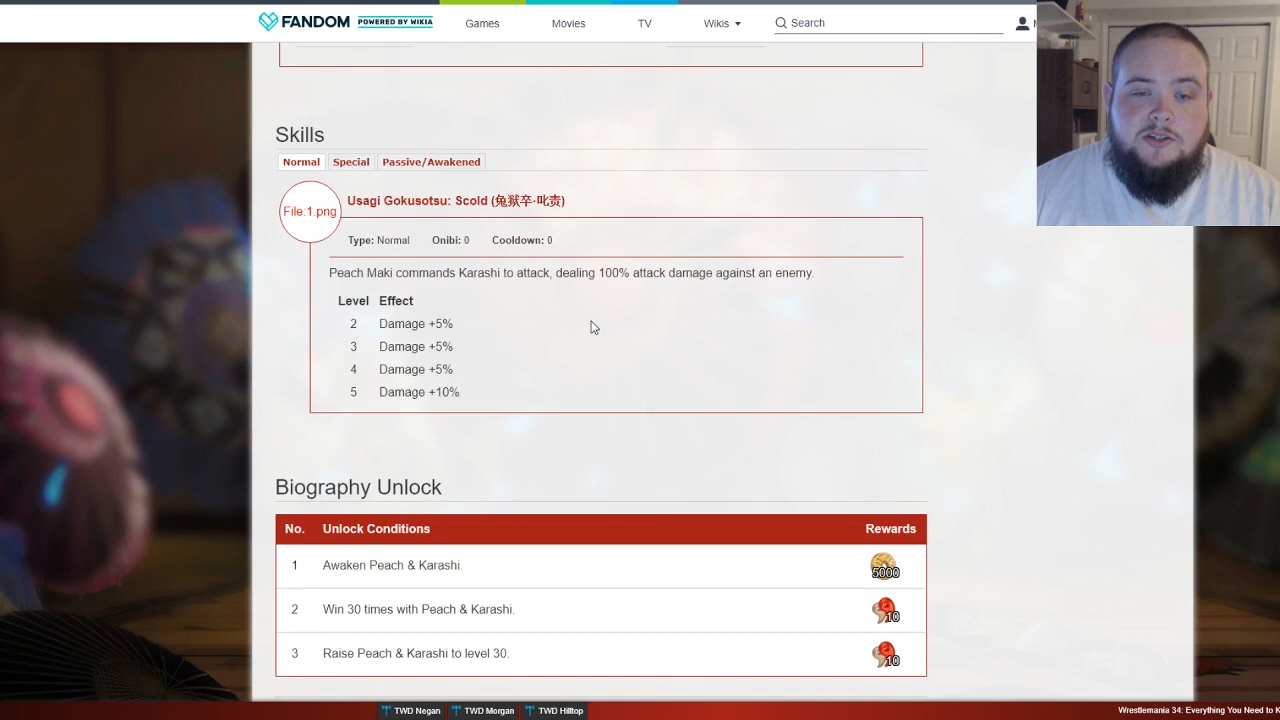 FANDOM POWERED BY WIKIA Games Movies TV Wikis Search
Skills
Normal Special Passive/Awakened
File:1.png
Usagi Gokusotsu: Scold (兔獄卒·叱责)
Type: Normal Onibi: 0 Cooldown: 0
Peach Maki commands Karashi to attack, dealing 100% attack damage against an enemy.
Level Effect
2 Damage +5%
3 Damage +5%
4 Damage +5%
5 Damage +10%
Biography Unlock
No. Unlock Conditions Rewards
1 Awaken Peach & Karashi. 5000
2 Win 30 times with Peach & Karashi. 10
3 Raise Peach & Karashi to level 30. 10
TWD Negan TWD Morgan TWD Hilltop Wrestlemania 34: Everything You Need to K